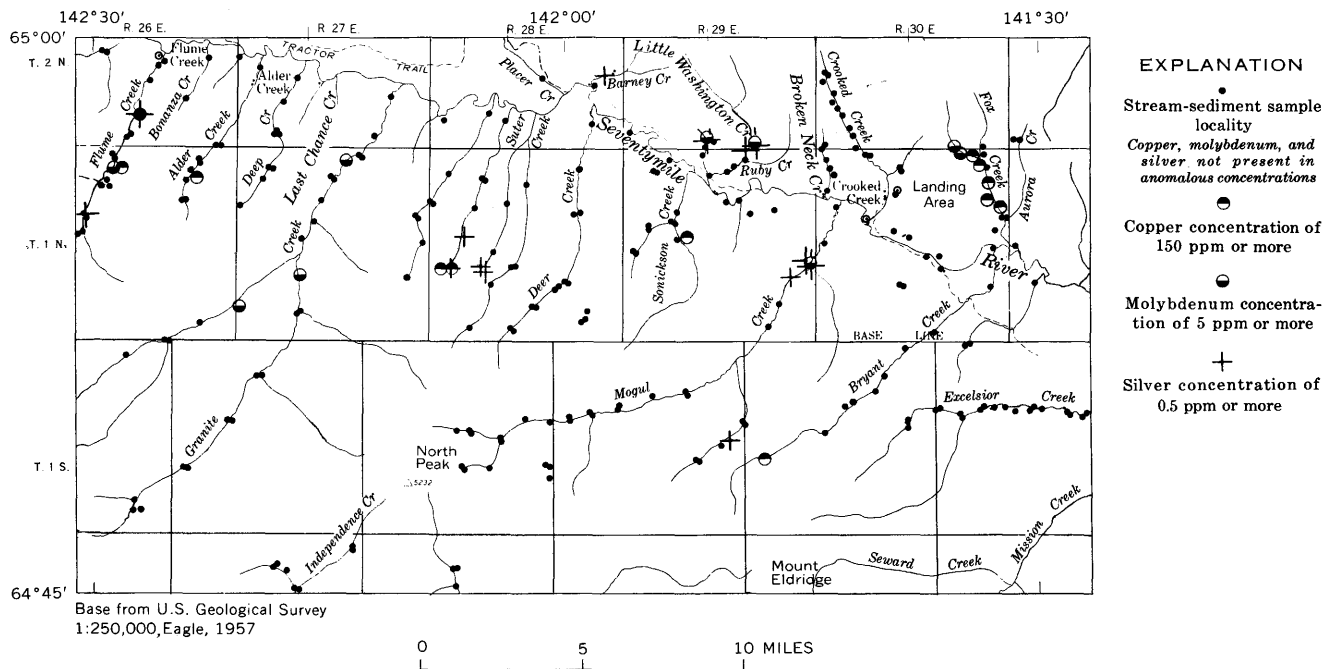 142°30'
142°00'
141°30'
R. 26 E.
R. 27 E.
R. 28 E
R. 29 E.
R. 30 E
65°00'
T. 2 N
T. 1 N.
T. 1 S.
64°45'
Flume Creek
TRACTOR TRAIL
Placer Cr
Little Washington Cr
Barney Cr
Broken Neck Cr
Crooked Creek
Fox Creek
Aurora Cr
Flume Creek
Bonanza Cr
Alder Creek
Alder Creek
Deep Cr
Last Chance Cr
Suter Creek
Seventymile River
Ruby Cr
Crooked Creek
Landing Area
Creek
Deer Creek
Sonickson Creek
Creek
BASE LINE
Granite
Mogul
Bryant Creek
Excelsior Creek
North Peak
5232
Independence Cr
Mount Eldridge
Seward Creek
Mission Creek
EXPLANATION
Stream-sediment sample
locality
Copper, molybdenum, and
silver not present in
anomalous concentrations
Copper concentration of
150 ppm or more
Molybdenum concentra-
tion of 5 ppm or more
Silver concentration of
0.5 ppm or more
Base from U.S. Geological Survey
1:250,000, Eagle, 1957
0 5 10 MILES